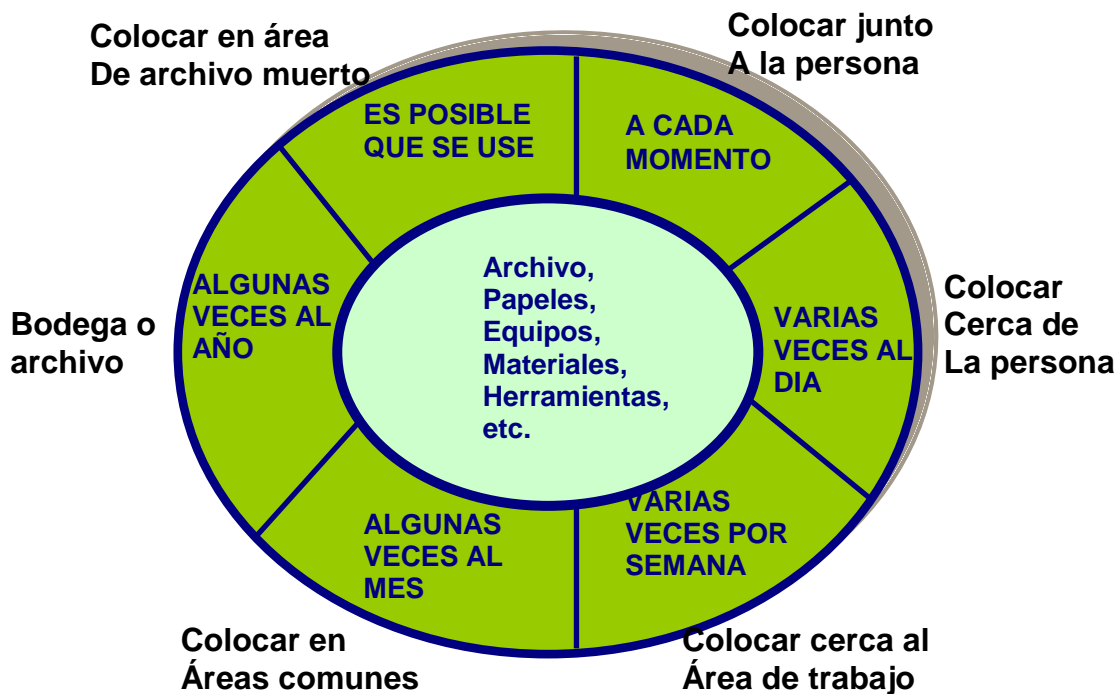 Colocar en área
De archivo muerto
Colocar junto
A la persona
ES POSIBLE
QUE SE USE
A CADA
MOMENTO
ALGUNAS
VECES AL
AÑO
Archivo,
Papeles,
Equipos,
Materiales,
Herramientas,
etc.
VARIAS
VECES AL
DIA
Bodega o
archivo
Colocar
Cerca de
La persona
ALGUNAS
VECES AL
MES
VARIAS
VECES POR
SEMANA
Colocar en
Áreas comunes
Colocar cerca al
Área de trabajo